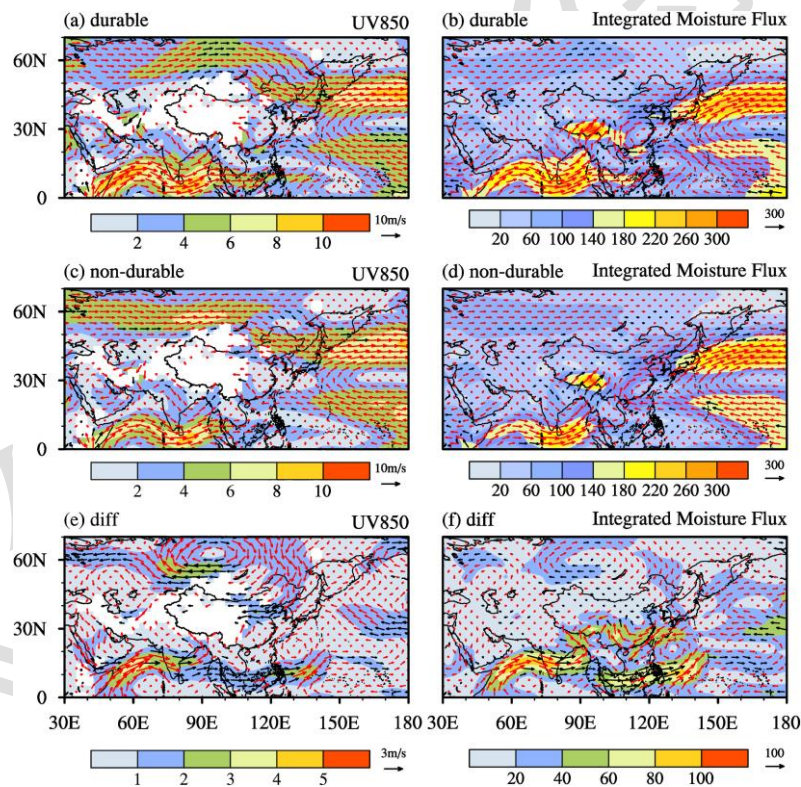 (a) durable UV850
(b) durable Integrated Moisture Flux
60N
30N
0
60N
30N
0
2 4 6 8 10 10m/s
20 60 100 140 180 220 260 300 300
(c) non-durable UV850
(d) non-durable Integrated Moisture Flux
60N
30N
0
60N
30N
0
2 4 6 8 10 10m/s
20 60 100 140 180 220 260 300 300
(e) diff UV850
(f) diff Integrated Moisture Flux
60N
30N
0
60N
30N
0
30E 60E 90E 120E 150E 180
30E 60E 90E 120E 150E 180
1 2 3 4 5 3m/s
20 40 60 80 100 100